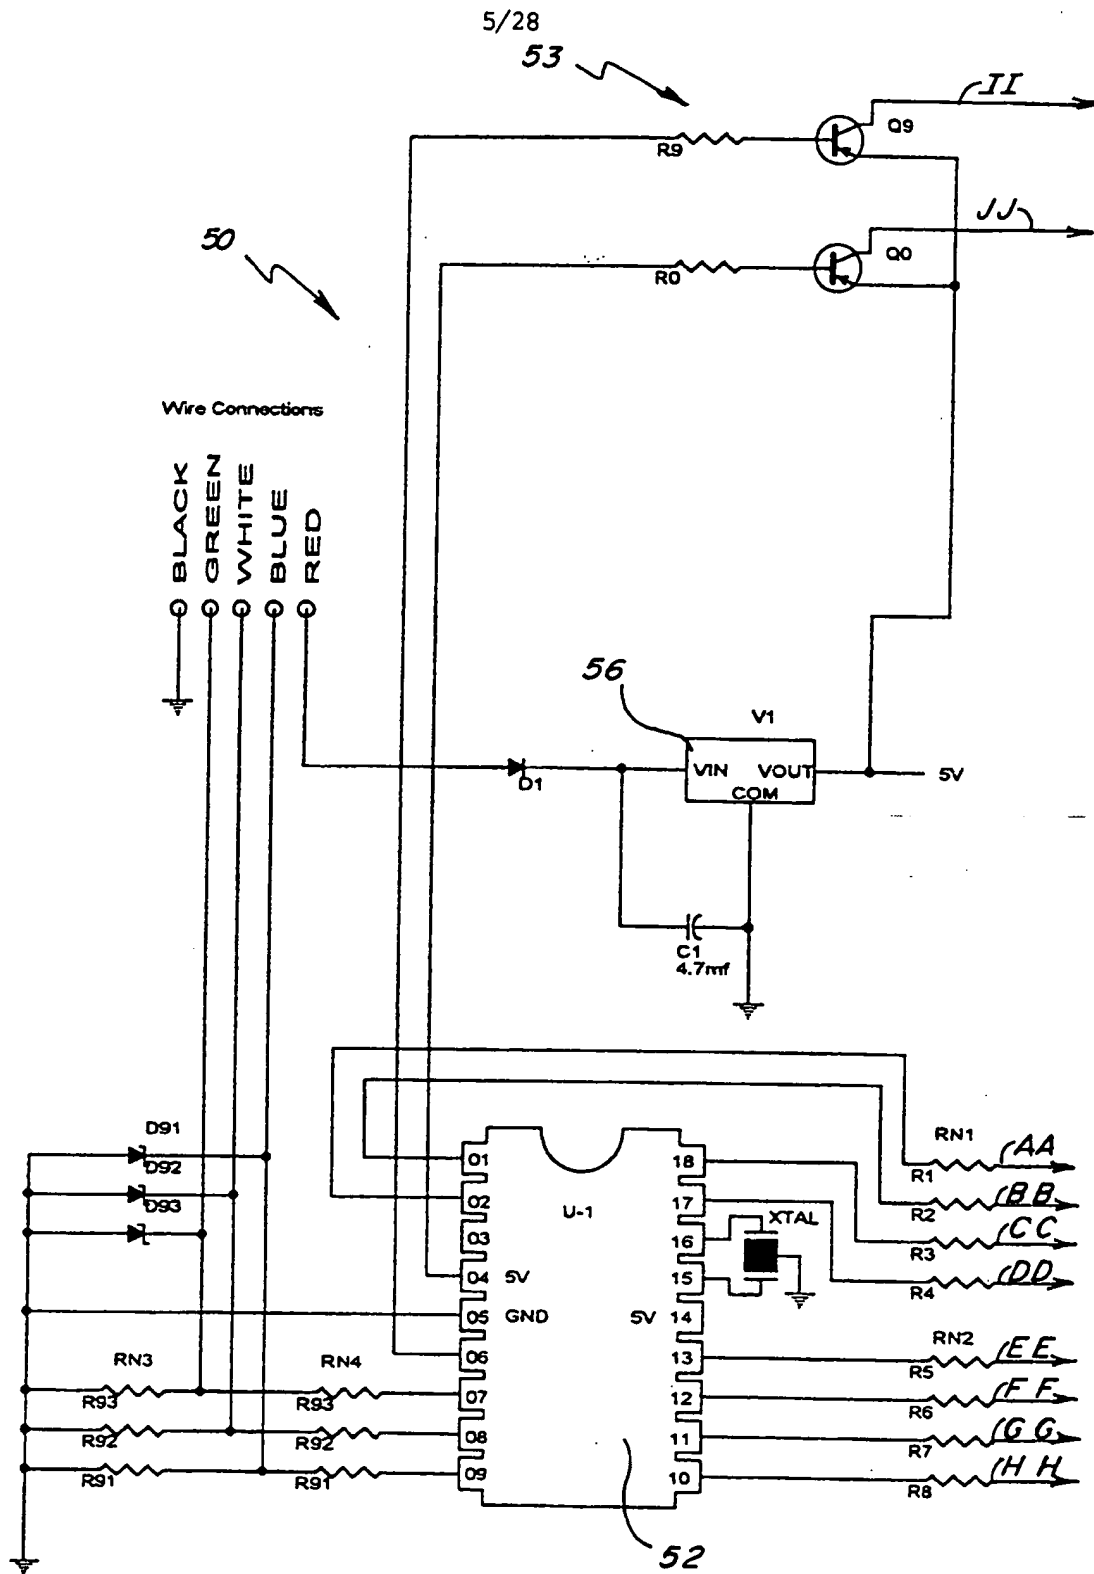 5/28
53
II
Q9
R9
JJ
50
Q0
R0
Wire Connections
BLACK
GREEN
WHITE
BLUE
RED
56
V1
VIN VOUT
COM
5V
D1
C1
4.7mf
D91
D92
D93
RN1
AA
R1
BB
R2
CC
R3
DD
R4
01
02
03
04 5V
05 GND
06
07
08
09
U-1
18
17
16
15
5V 14
13
12
11
10
XTAL
RN2
EE
R5
FF
R6
GG
R7
HH
R8
RN3 RN4
R93 R93
R92 R92
R91 R91
52